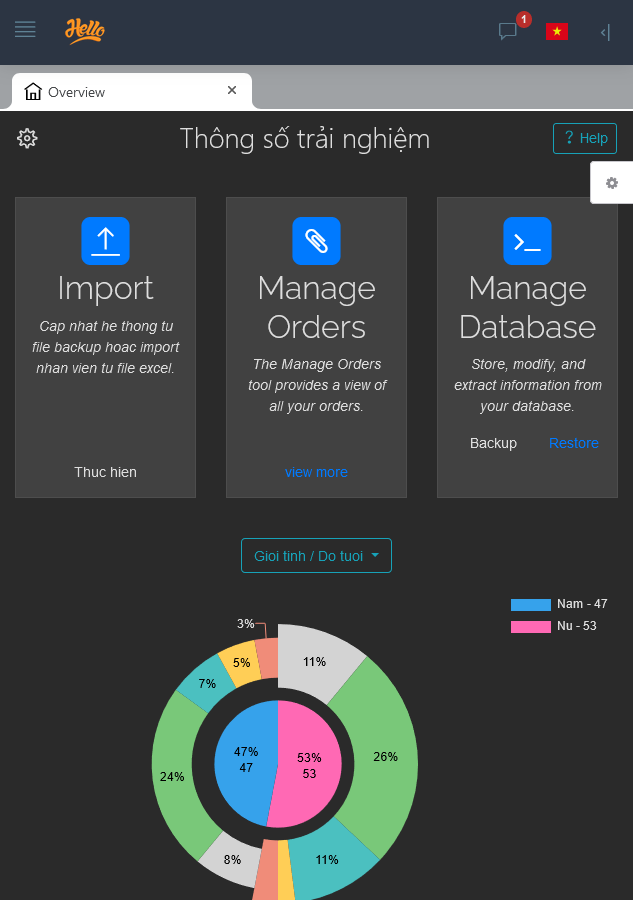 Hello
1
Overview
Thông số trải nghiệm
? Help
Import
Cap nhat he thong tu
file backup hoac import
nhan vien tu file excel.
Thuc hien
Manage
Orders
The Manage Orders
tool provides a view of
all your orders.
view more
Manage
Database
Store, modify, and
extract information from
your database.
Backup
Restore
Gioi tinh / Do tuoi
Nam - 47
Nu - 53
3%
5%
11%
7%
47%
47
53%
53
26%
24%
8%
11%